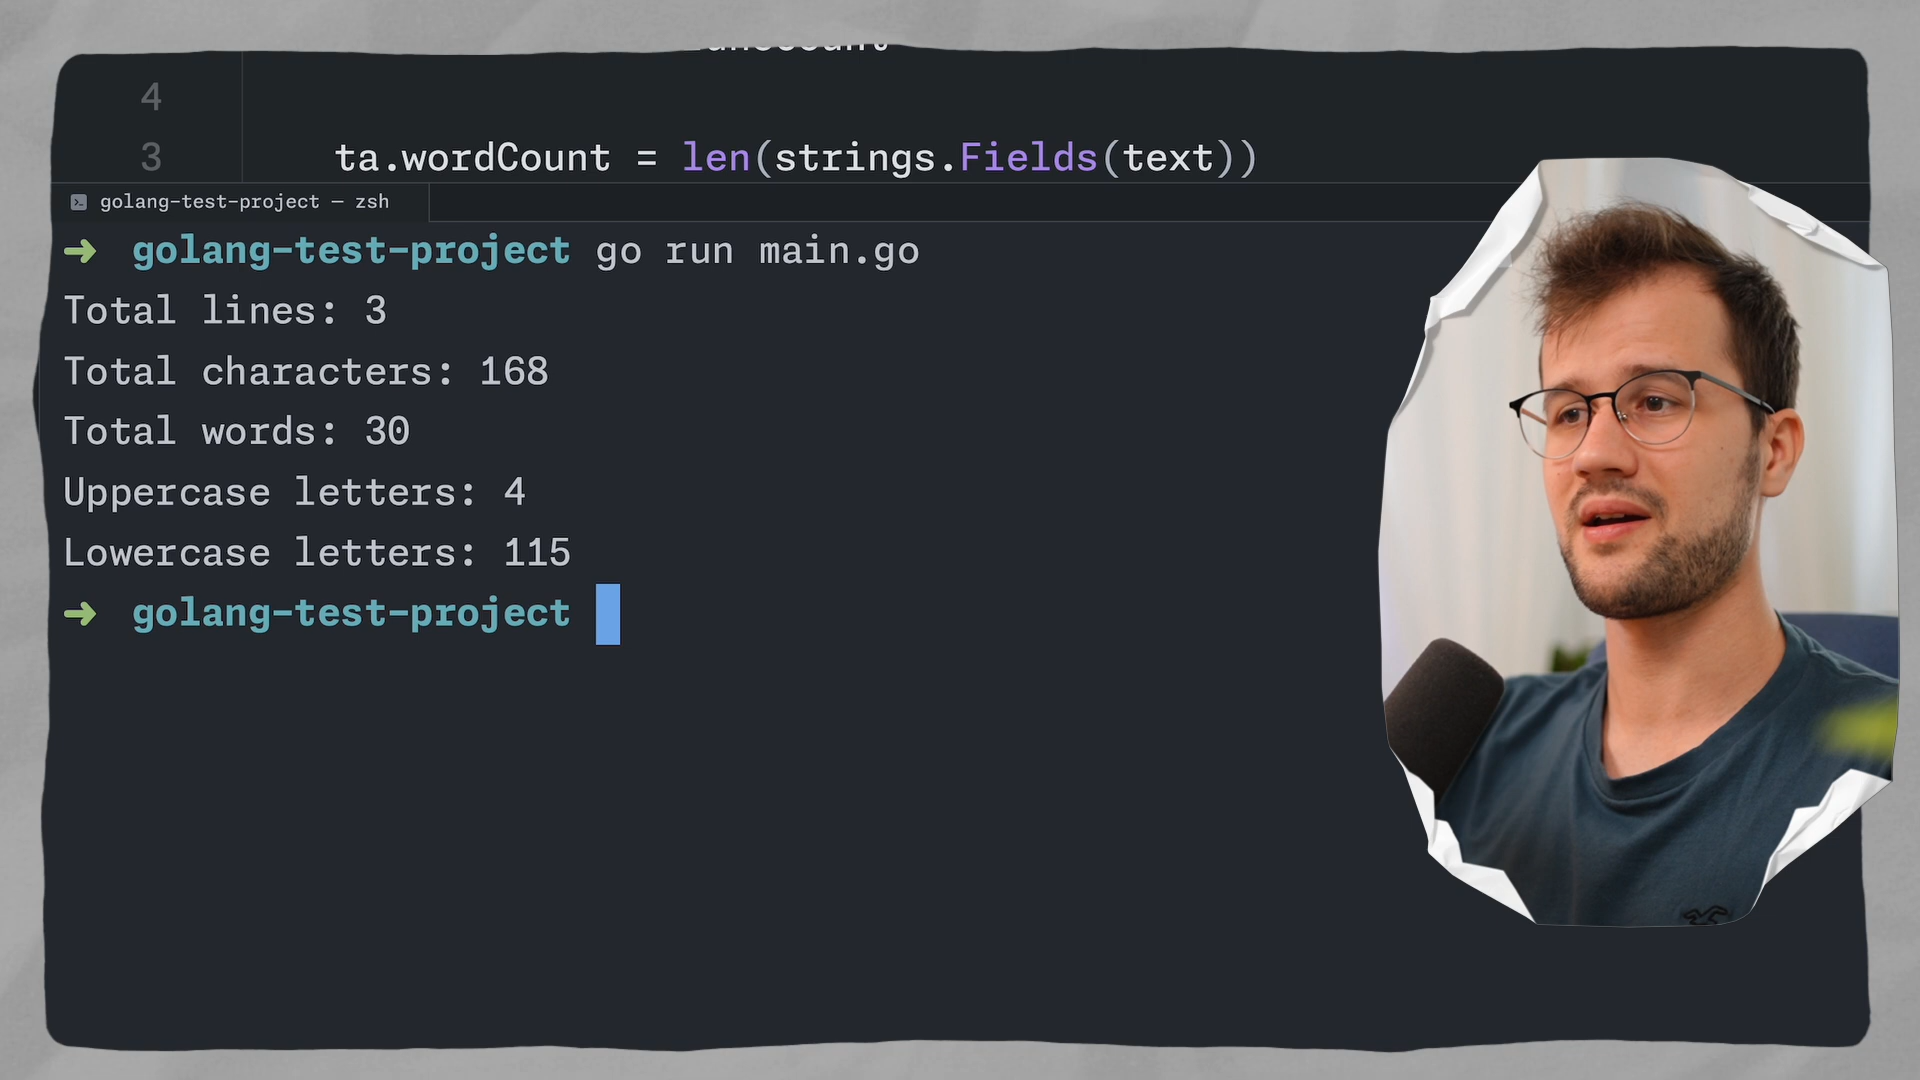 4
3 ta.wordCount = len(strings.Fields(text))
golang-test-project — zsh
➜ golang-test-project go run main.go
Total lines: 3
Total characters: 168
Total words: 30
Uppercase letters: 4
Lowercase letters: 115
➜ golang-test-project